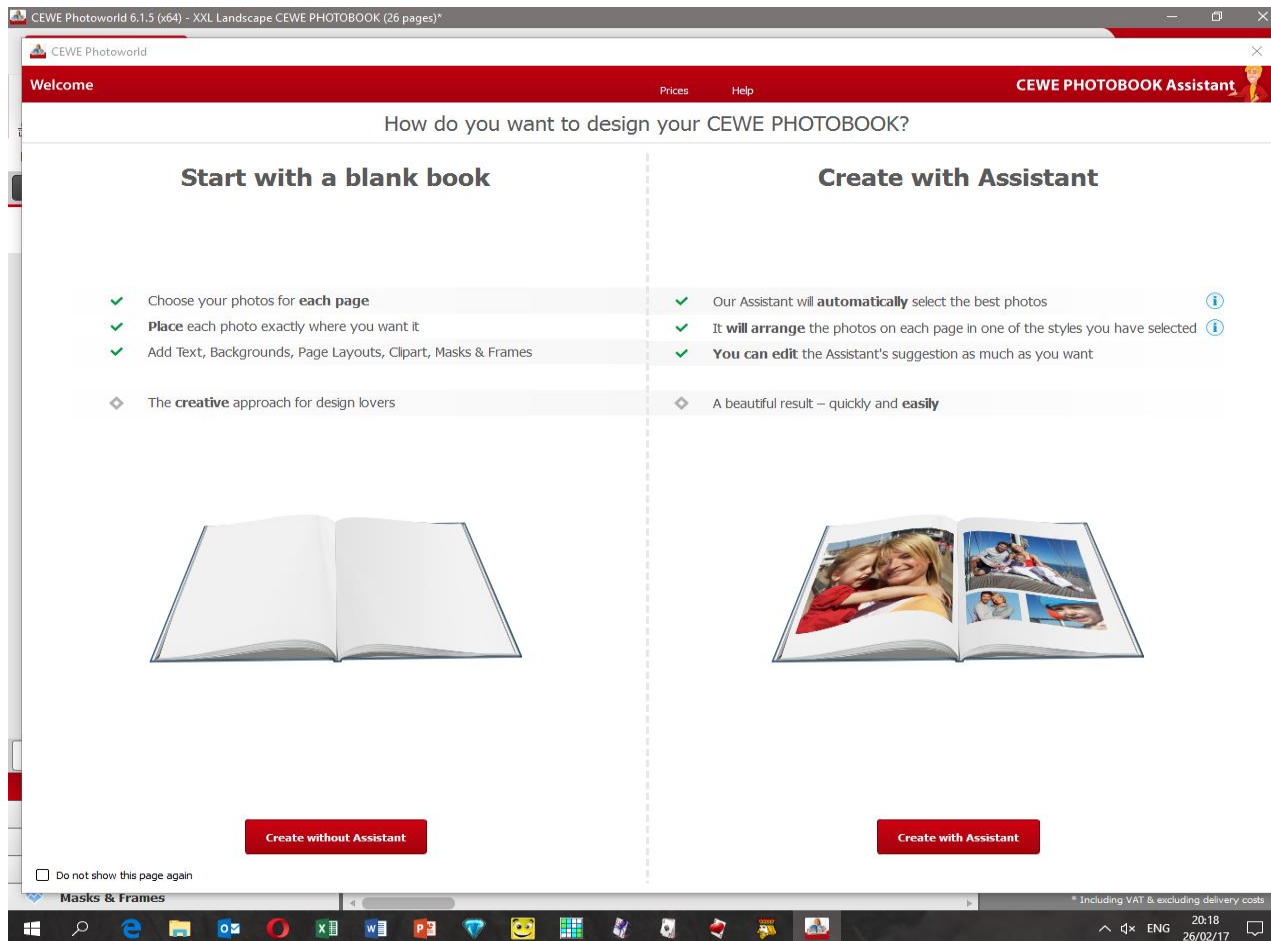 CEWE Photoworld 6.1.5 (x64) - XXL Landscape CEWE PHOTOBOOK (26 pages)*
CEWE Photoworld
Welcome
Prices
Help
CEWE PHOTOBOOK Assistant
How do you want to design your CEWE PHOTOBOOK?
Start with a blank book
Choose your photos for each page
Place each photo exactly where you want it
Add Text, Backgrounds, Page Layouts, Clipart, Masks & Frames
The creative approach for design lovers
Create without Assistant
Create with Assistant
Our Assistant will automatically select the best photos
It will arrange the photos on each page in one of the styles you have selected
You can edit the Assistant's suggestion as much as you want
A beautiful result – quickly and easily
Create with Assistant
Do not show this page again
Masks & Frames
* Including VAT & excluding delivery costs
ENG
20:18
26/02/17